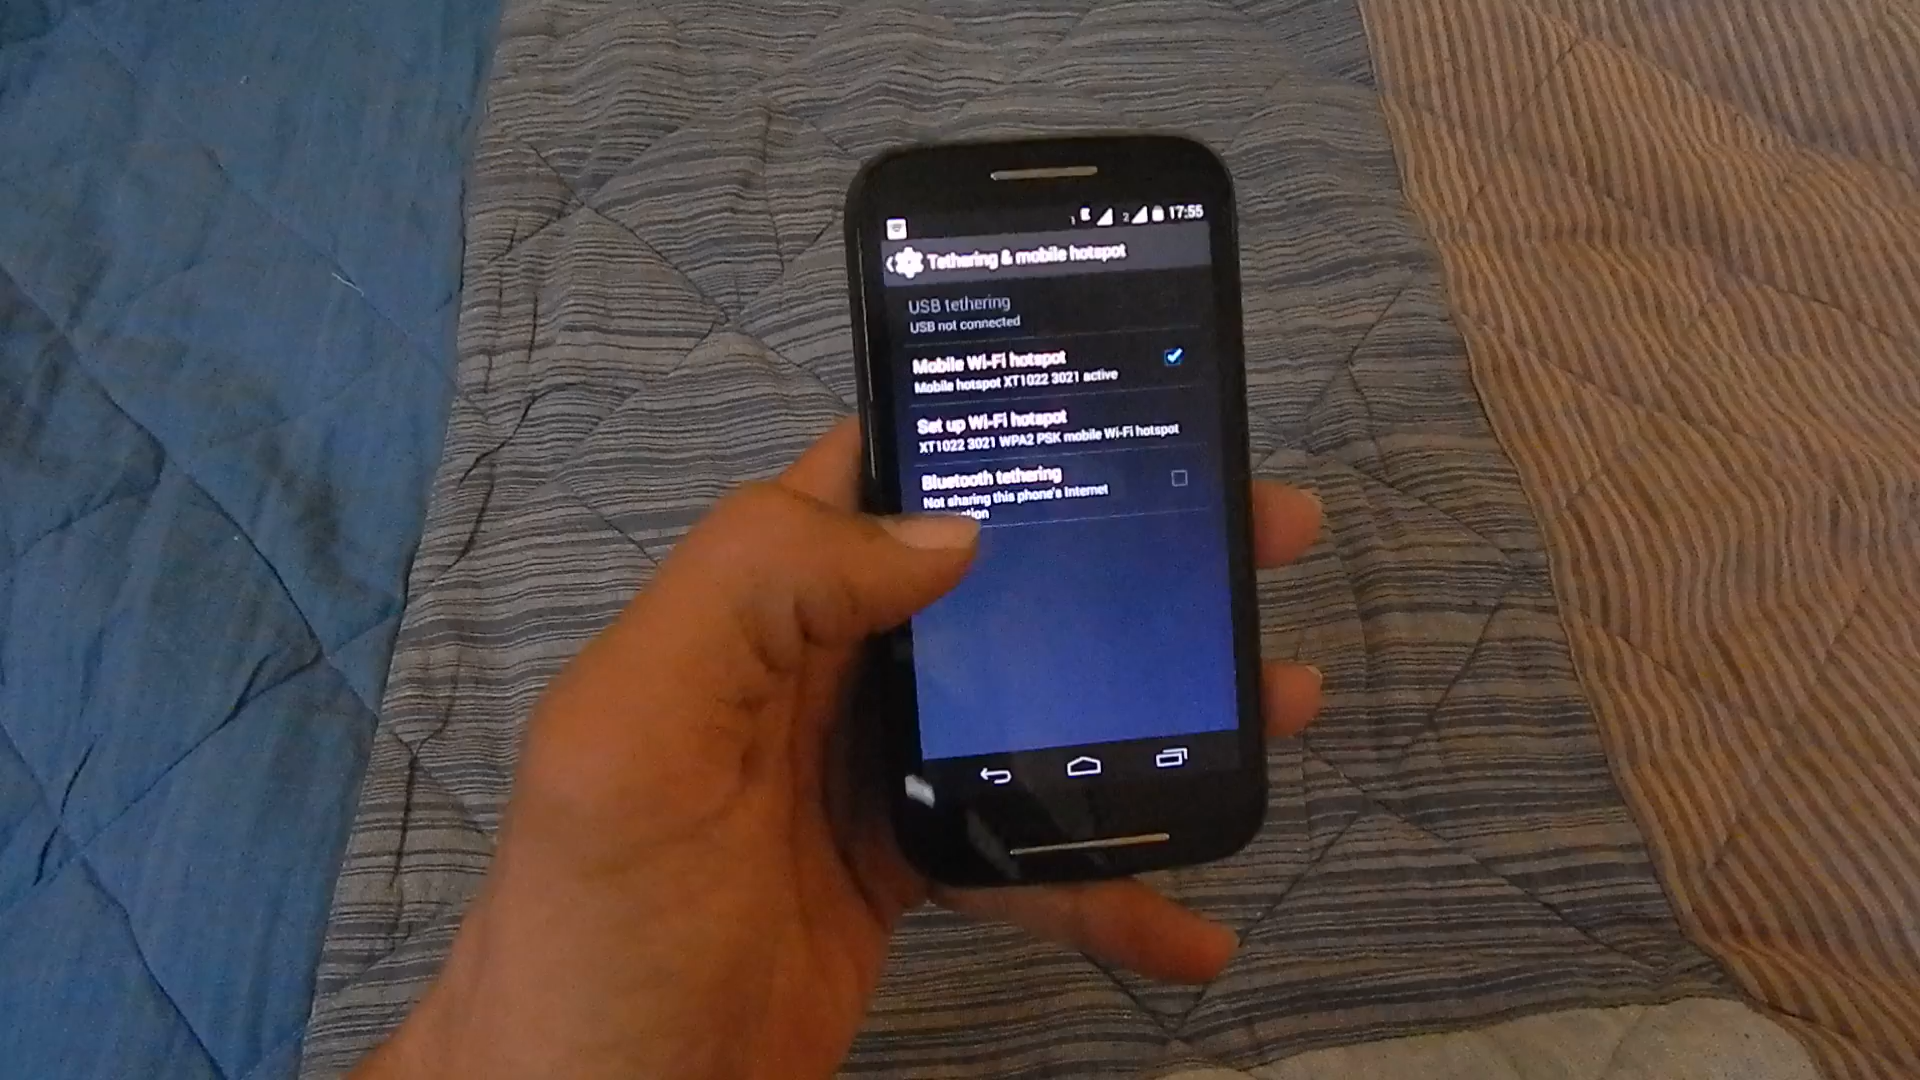 1 E 2 17:55
Tethering & mobile hotspot
USB tethering
USB not connected
Mobile Wi-Fi hotspot
Mobile hotspot XT1022 3021 active
Set up Wi-Fi hotspot
XT1022 3021 WPA2 PSK mobile Wi-Fi hotspot
Bluetooth tethering
Not sharing this phone's Internet